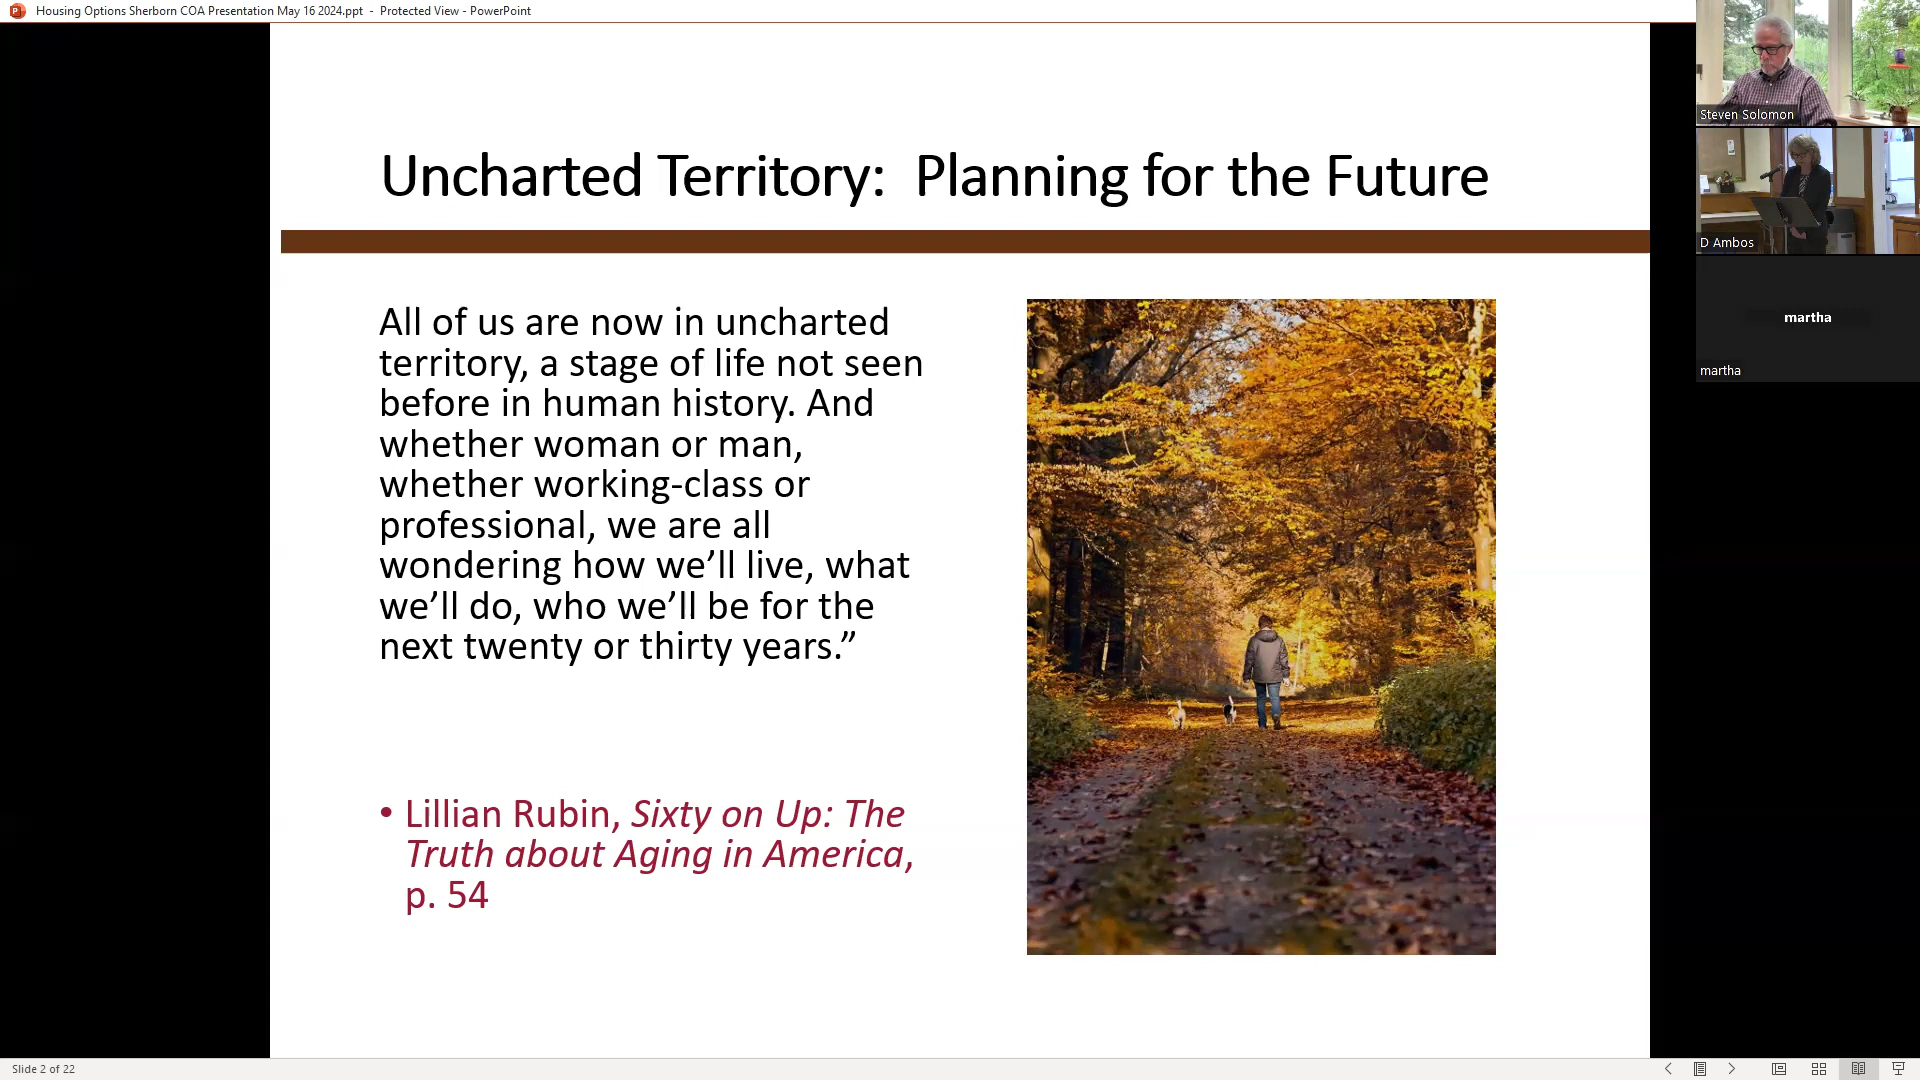 Housing Options Sherborn COA Presentation May 16 2024.ppt  -  Protected View - PowerPoint
Steven Solomon
D Ambos
martha
martha
Uncharted Territory:  Planning for the Future
All of us are now in uncharted
territory, a stage of life not seen
before in human history. And
whether woman or man,
whether working-class or
professional, we are all
wondering how we’ll live, what
we’ll do, who we’ll be for the
next twenty or thirty years.”
• Lillian Rubin, Sixty on Up: The
Truth about Aging in America,
p. 54
Slide 2 of 22